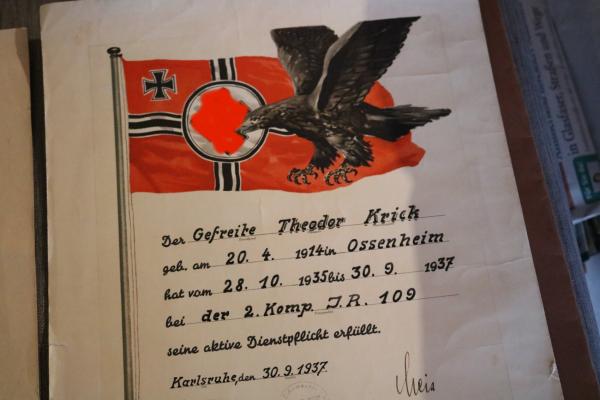 Der Gefreite Theodor Krick
geb. am 20. 4. 1914 in Ossenheim
hat vom 28. 10. 1935 bis 30. 9. 1937
bei der 2. Komp. J.R. 109
seine aktive Dienstpflicht erfüllt.
Karlsruhe, den 30.9.1937.